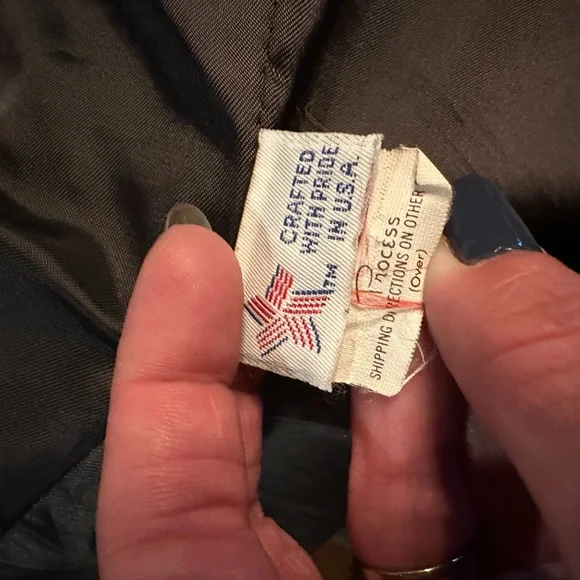 CRAFTED
WITH PRIDE
IN U.S.A.
TM
PROCESS
SHIPPING DIRECTIONS ON OTHER
(over)